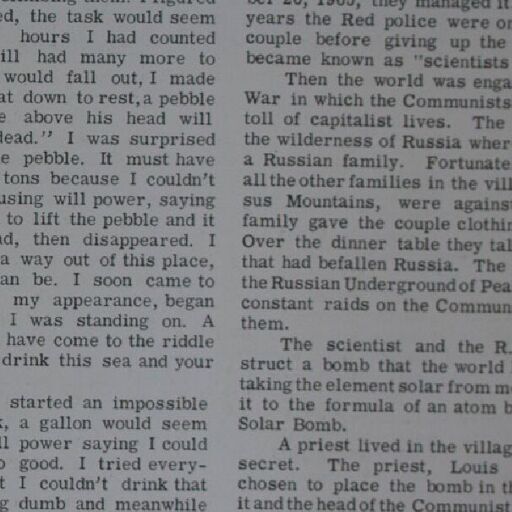 d, the task would seem
hours I had counted
ill had many more to
would fall out, I made
at down to rest, a pebble
e above his head will
dead." I was surprised
e pebble. It must have
tons because I couldn't
using will power, saying
to lift the pebble and it
d, then disappeared. I
a way out of this place,
an be. I soon came to
my appearance, began
I was standing on. A
have come to the riddle
drink this sea and your
started an impossible
k, a gallon would seem
ll power saying I could
o good. I tried every-
t I couldn't drink that
g dumb and meanwhile
they managed it
years the Red police were on
couple before giving up the
became known as "scientists
Then the world was enga
War in which the Communists
toll of capitalist lives. The
the wilderness of Russia wher
a Russian family. Fortunate
all the other families in the vill
sus Mountains, were against
family gave the couple clothin
Over the dinner table they tal
that had befallen Russia. The
the Russian Underground of Pea
constant raids on the Commun
them.
The scientist and the R.
struct a bomb that the world
taking the element solar from m
it to the formula of an atom b
Solar Bomb.
A priest lived in the villag
secret. The priest, Louis
chosen to place the bomb in th
it and the head of the Communist